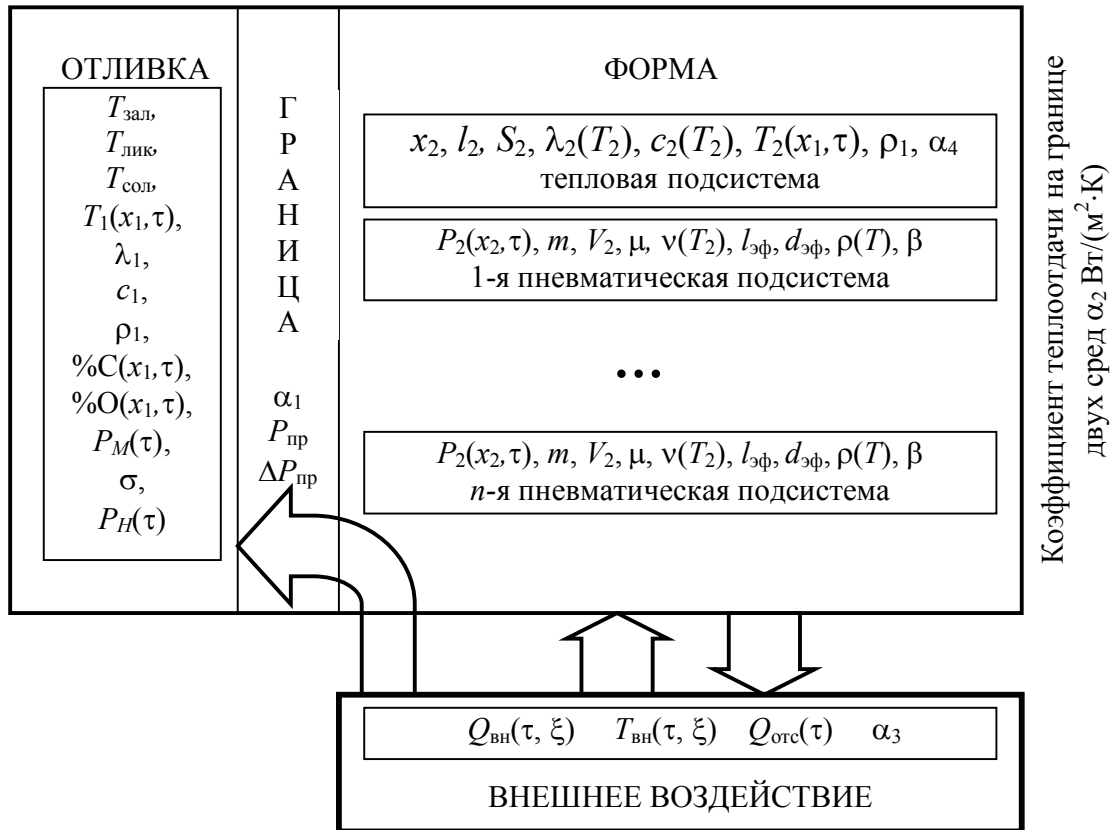 ОТЛИВКА
T_зал,
T_лик,
T_сол,
T_1(x_1,τ),
λ_1,
c_1,
ρ_1,
%C(x_1,τ),
%O(x_1,τ),
P_M(τ),
σ,
P_H(τ)
Г
Р
А
Н
И
Ц
А
α_1
P_пр
ΔP_пр
ФОРМА
x_2, l_2, S_2, λ_2(T_2), c_2(T_2), T_2(x_1,τ), ρ_1, α_4
тепловая подсистема
P_2(x_2,τ), m, V_2, μ, ν(T_2), l_эф, d_эф, ρ(T), β
1-я пневматическая подсистема
...
P_2(x_2,τ), m, V_2, μ, ν(T_2), l_эф, d_эф, ρ(T), β
n-я пневматическая подсистема
Коэффициент теплоотдачи на границе
двух сред α_2 Вт/(м²·К)
Q_вн(τ, ξ) T_вн(τ, ξ) Q_отс(τ) α_3
ВНЕШНЕЕ ВОЗДЕЙСТВИЕ